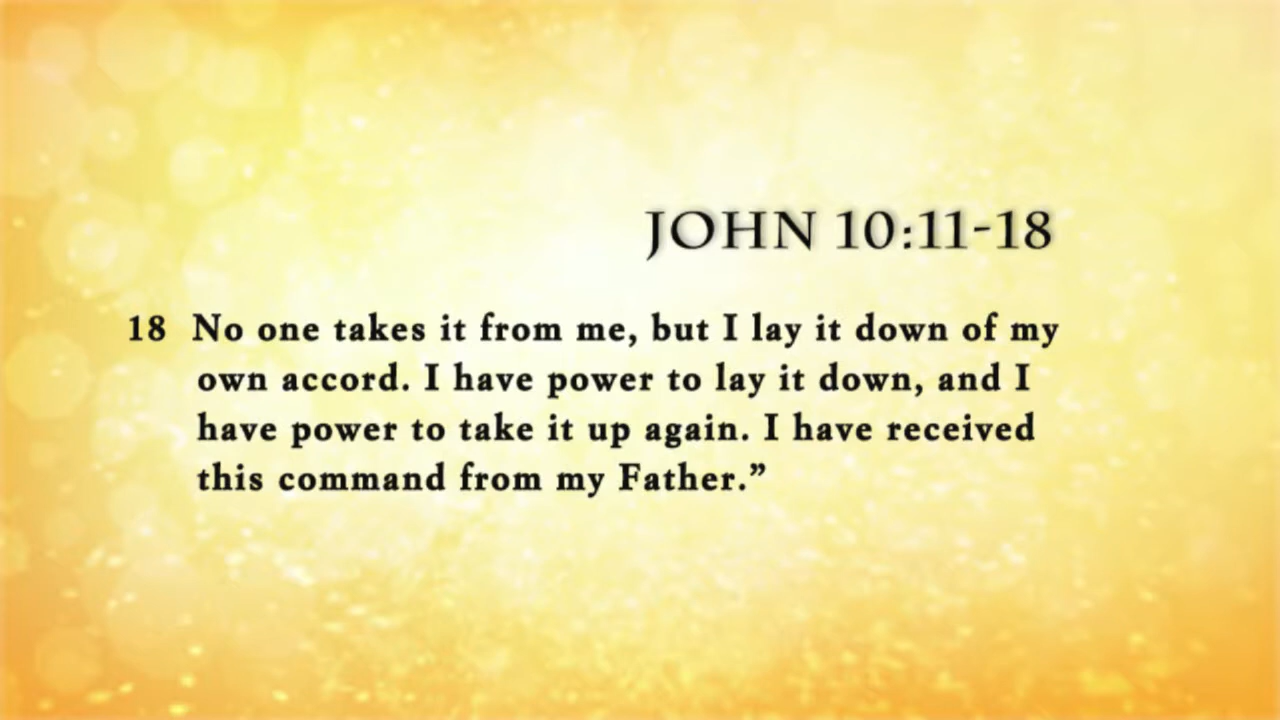 JOHN 10:11-18
18 No one takes it from me, but I lay it down of my
own accord. I have power to lay it down, and I
have power to take it up again. I have received
this command from my Father.”